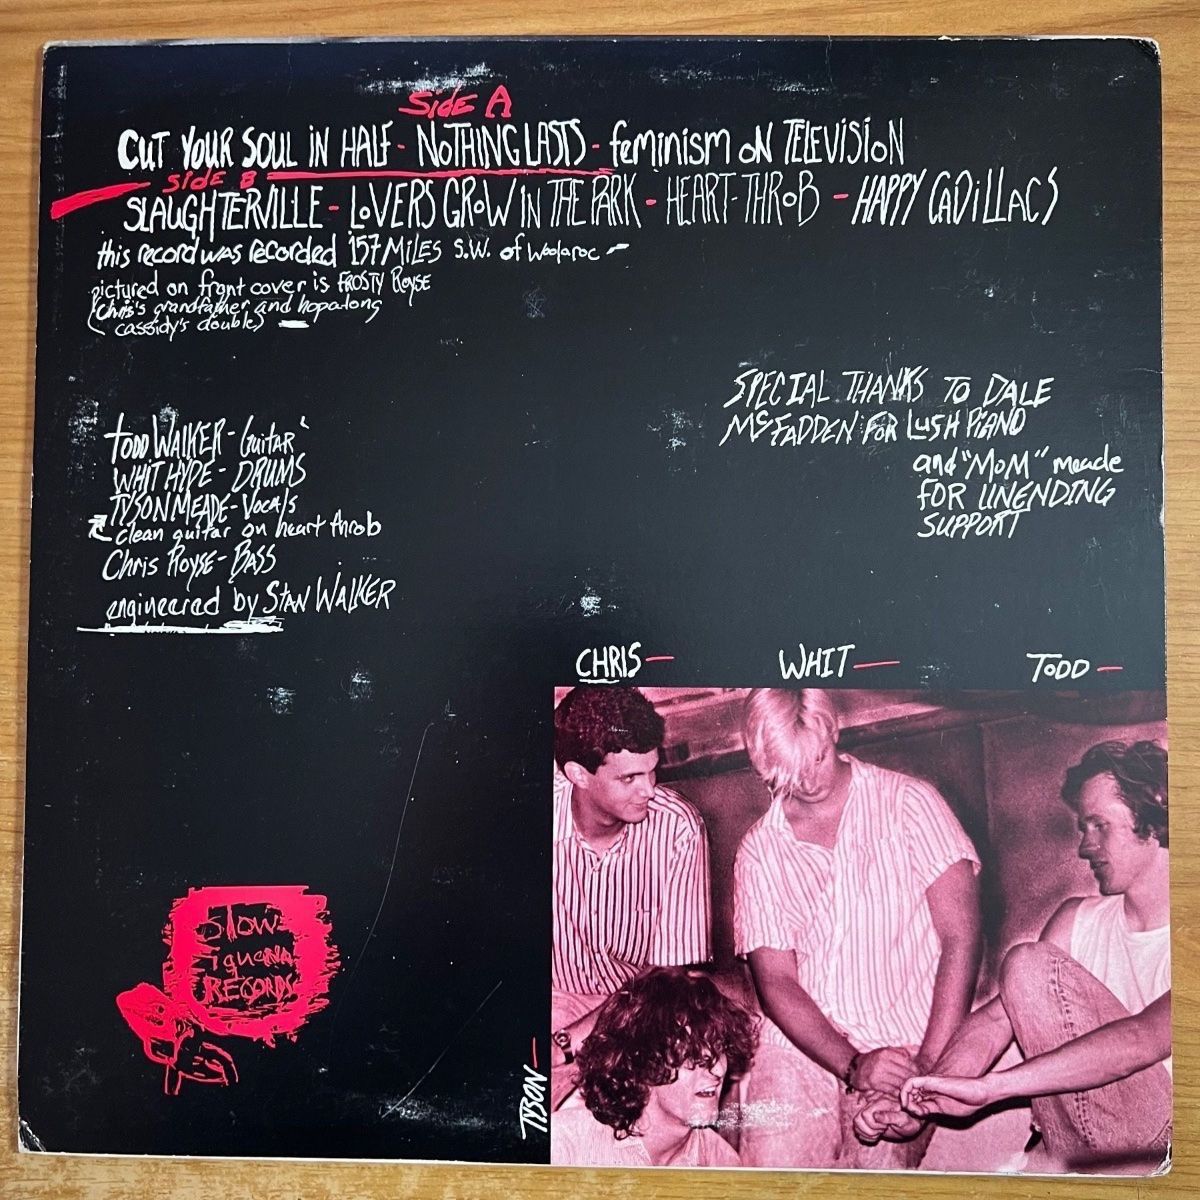 Side A
CUT YOUR SOUL IN HALF - NOTHING LASTS - feminism on TELEVISION
SIDE B
SLAUGHTERVILLE - LOVERS GROW IN THE PARK - HEART-THROB - HAPPY CADILLACS
this record was recorded 157 MILES S.W. of Woolaroc -
pictured on front cover is FROSTY Royse
(Chris's grandfather and hopalong
cassidy's double) -
SPECIAL THANKS TO DALE
McFADDEN FOR LUSH PIANO
and "MOM" meade
FOR UNENDING
SUPPORT
TODD WALKER - Guitar
WHIT HYDE - DRUMS
TYSON MEADE - Vocals
clean guitar on heart throb
Chris Royse - BASS
engineered by STAN WALKER
CHRIS -
WHIT -
TODD -
TYSON -
slow
iguana
RECORDS